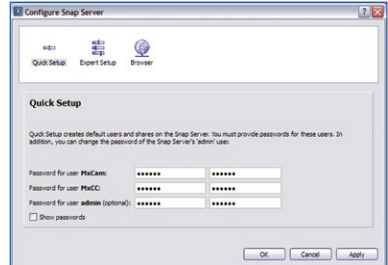 Configure Snap Server
Quick Setup Expert Setup Browser
Quick Setup
Quick Setup creates default users and shares on the Snap Server. You must provide passwords for these users. In
addition, you can change the password of the Snap Server's 'admin' user.
Password for user MxCam: •••••• ••••••
Password for user MxCC: •••••• ••••••
Password for user admin (optional): •••••• ••••••
Show passwords
OK Cancel Apply